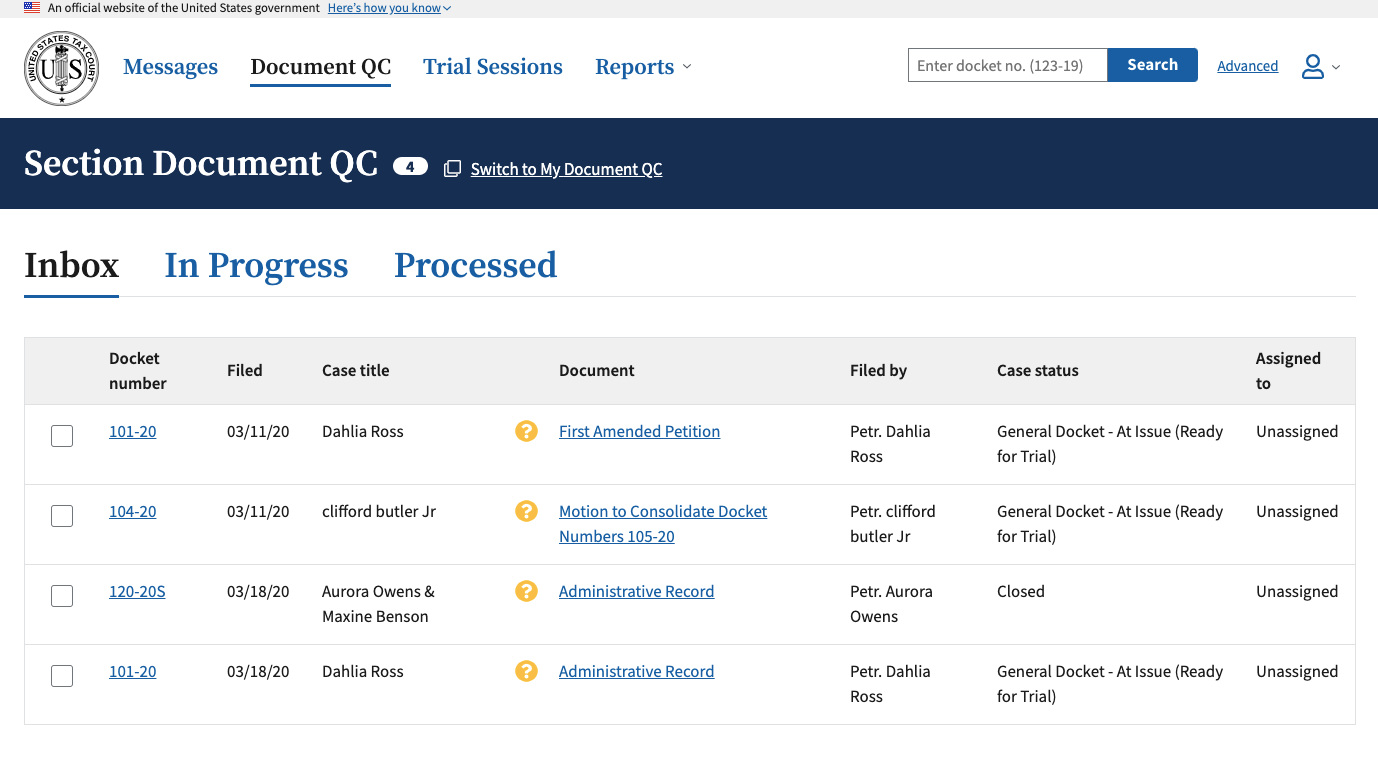 An official website of the United States government Here's how you know
UNITED STATES TAX COURT
US
Messages Document QC Trial Sessions Reports
Enter docket no. (123-19) Search Advanced
Section Document QC 4 Switch to My Document QC
Inbox In Progress Processed
Docket number Filed Case title Document Filed by Case status Assigned to
101-20 03/11/20 Dahlia Ross ? First Amended Petition Petr. Dahlia General Docket - At Issue (Ready Unassigned
Ross for Trial)
104-20 03/11/20 clifford butler Jr ? Motion to Consolidate Docket Petr. clifford General Docket - At Issue (Ready Unassigned
Numbers 105-20 butler Jr for Trial)
120-20S 03/18/20 Aurora Owens & ? Administrative Record Petr. Aurora Closed Unassigned
Maxine Benson Owens
101-20 03/18/20 Dahlia Ross ? Administrative Record Petr. Dahlia General Docket - At Issue (Ready Unassigned
Ross for Trial)